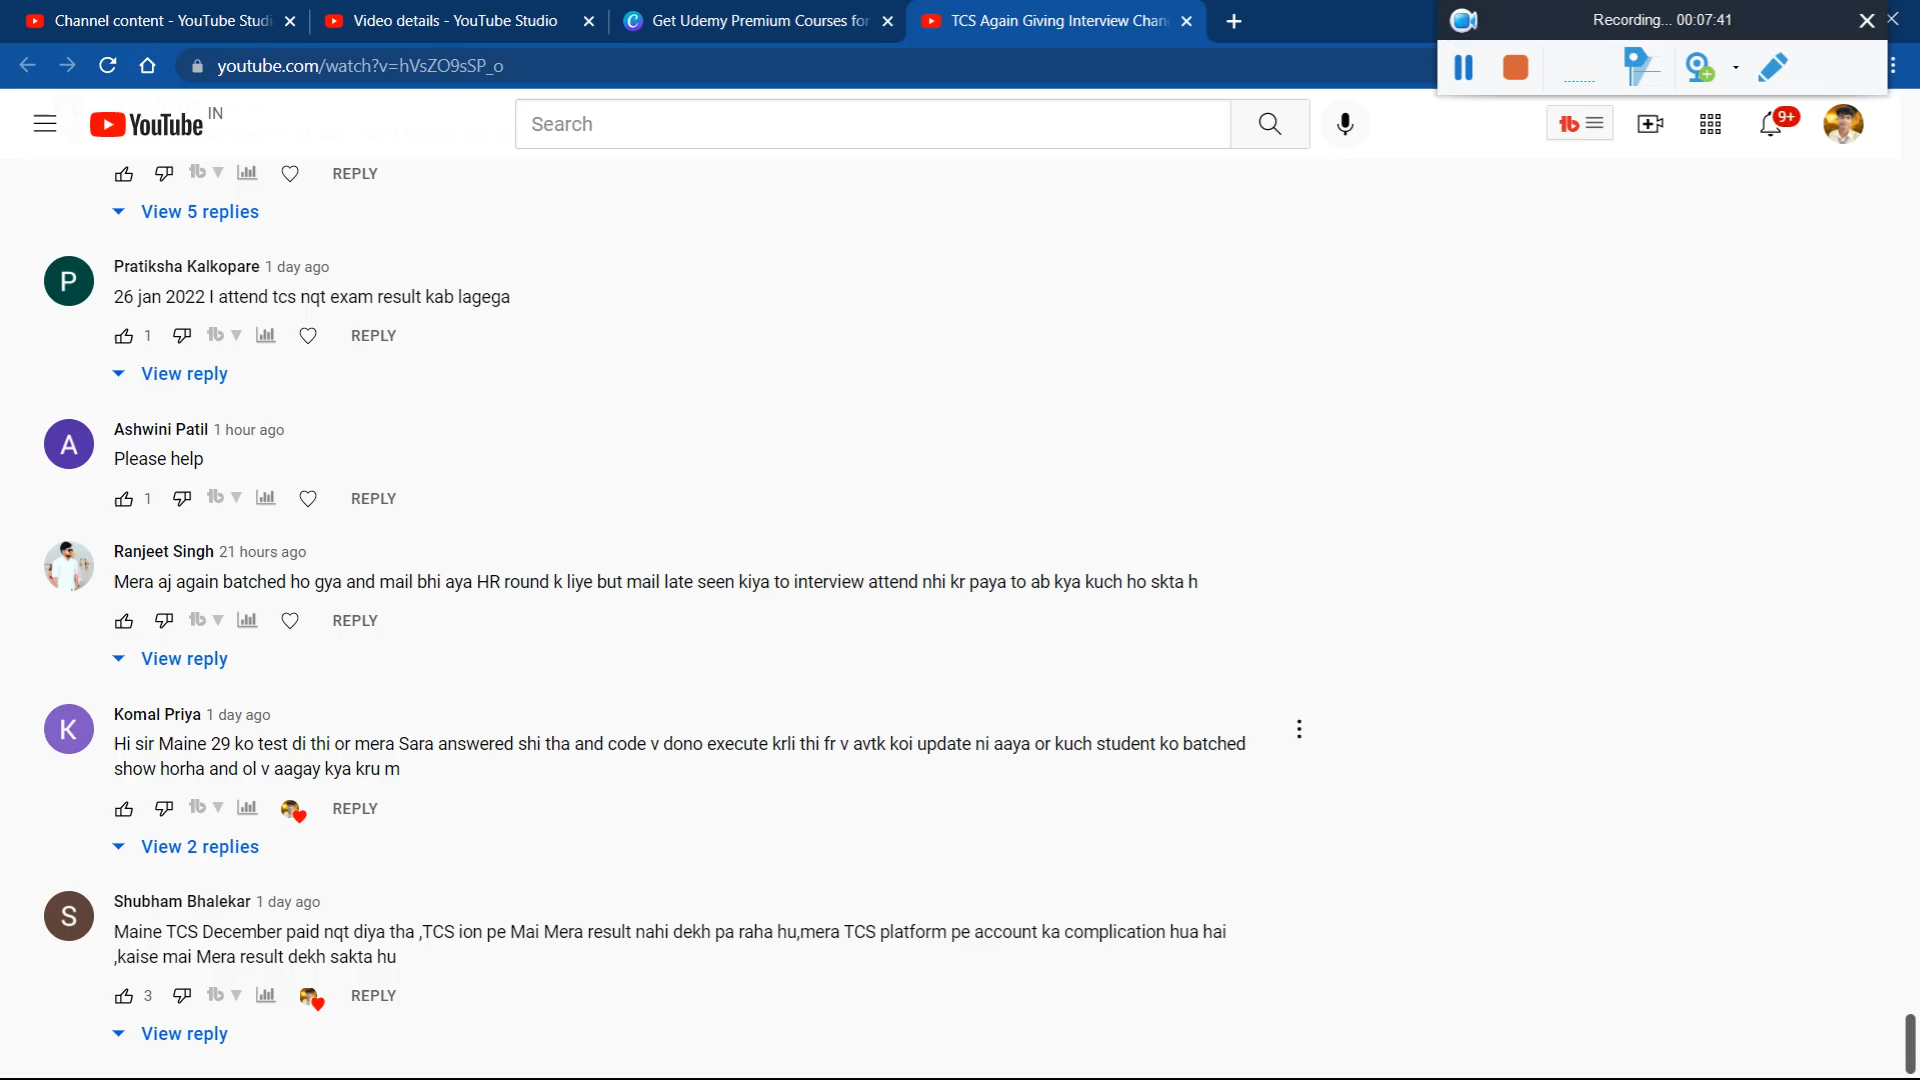 Channel content - YouTube Studi
Video details - YouTube Studio
Get Udemy Premium Courses for
TCS Again Giving Interview Chan
Recording... 00:07:41
youtube.com/watch?v=hVsZO9sSP_o
YouTube IN
Search
9+
REPLY
View 5 replies
Pratiksha Kalkopare 1 day ago
26 jan 2022 I attend tcs nqt exam result kab lagega
1 REPLY
View reply
Ashwini Patil 1 hour ago
Please help
1 REPLY
Ranjeet Singh 21 hours ago
Mera aj again batched ho gya and mail bhi aya HR round k liye but mail late seen kiya to interview attend nhi kr paya to ab kya kuch ho skta h
REPLY
View reply
Komal Priya 1 day ago
Hi sir Maine 29 ko test di thi or mera Sara answered shi tha and code v dono execute krli thi fr v avtk koi update ni aaya or kuch student ko batched
show horha and ol v aagay kya kru m
REPLY
View 2 replies
Shubham Bhalekar 1 day ago
Maine TCS December paid nqt diya tha ,TCS ion pe Mai Mera result nahi dekh pa raha hu,mera TCS platform pe account ka complication hua hai
,kaise mai Mera result dekh sakta hu
3 REPLY
View reply